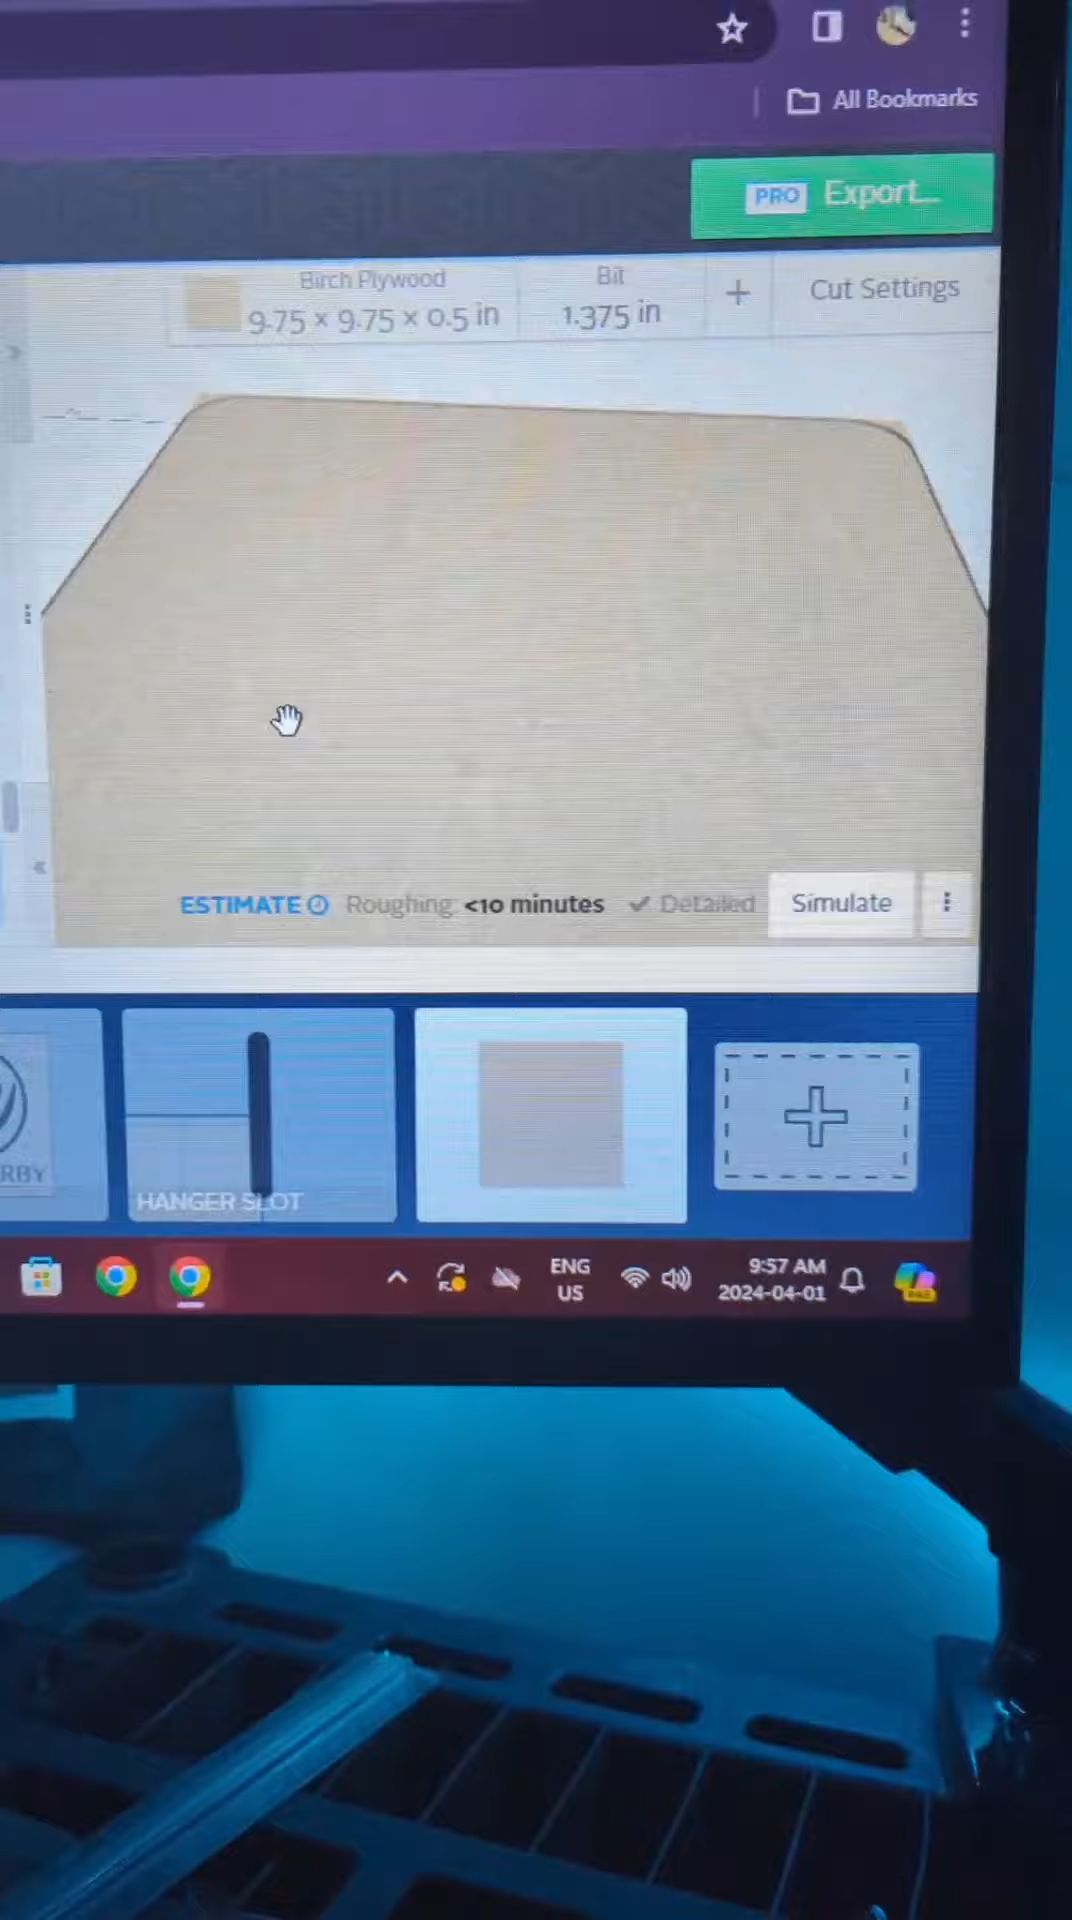 All Bookmarks
PRO Export...
Birch Plywood
9.75 × 9.75 × 0.5 in
Bit
1.375 in
+
Cut Settings
ESTIMATE Roughing <10 minutes ✓ Detailed
Simulate
RBY
HANGER SLOT
ENG
US
9:57 AM
2024-04-01